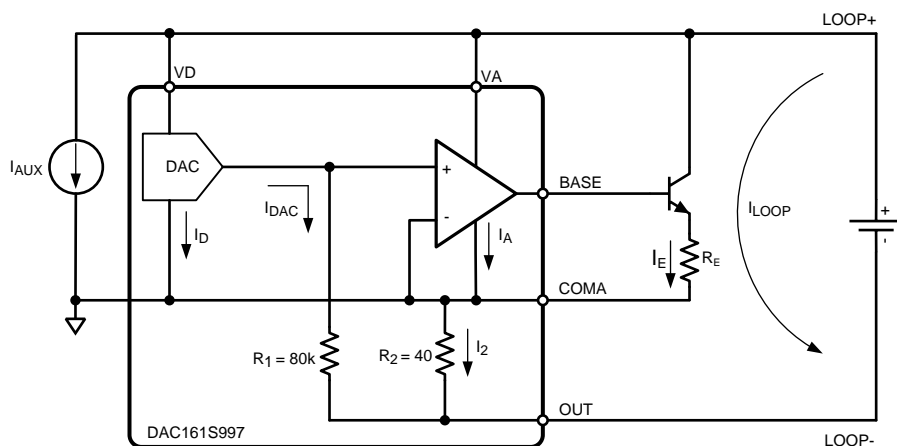 LOOP+
VD
VA
IAUX
DAC
+
-
BASE
IDAC
ID
IA
IE
RE
ILOOP
+
-
COMA
R1 = 80k
R2 = 40
I2
OUT
DAC161S997
LOOP-